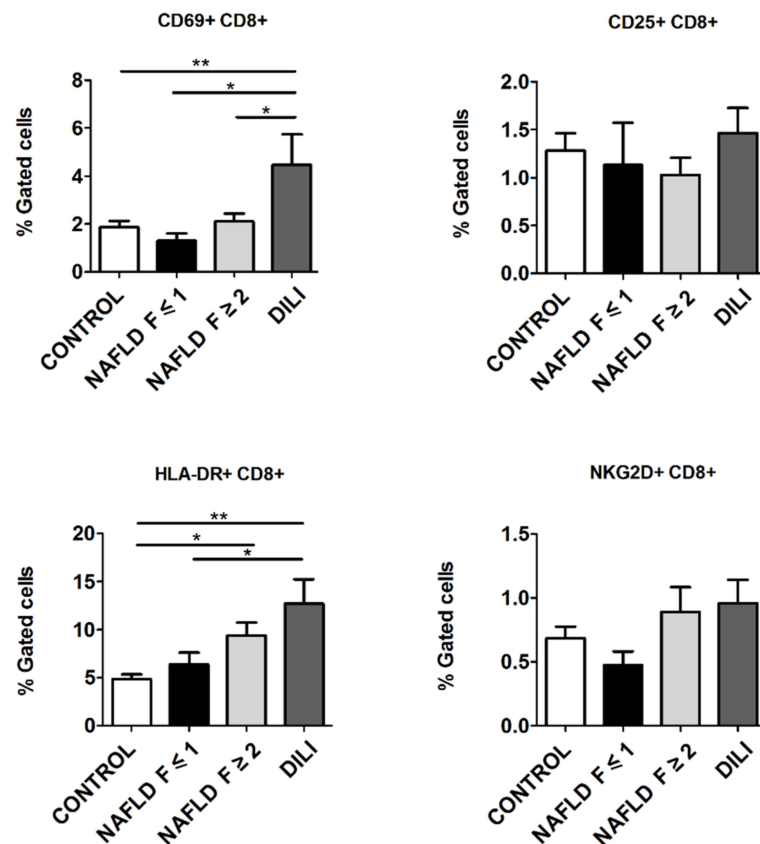 CD69+ CD8+
% Gated cells
8
6
4
2
0
**
*
*
CONTROL
NAFLD F ≤ 1
NAFLD F ≥ 2
DILI
CD25+ CD8+
% Gated cells
2.0
1.5
1.0
0.5
0.0
CONTROL
NAFLD F ≤ 1
NAFLD F ≥ 2
DILI
HLA-DR+ CD8+
% Gated cells
20
15
10
5
0
**
*
*
CONTROL
NAFLD F ≤ 1
NAFLD F ≥ 2
DILI
NKG2D+ CD8+
% Gated cells
1.5
1.0
0.5
0.0
CONTROL
NAFLD F ≤ 1
NAFLD F ≥ 2
DILI